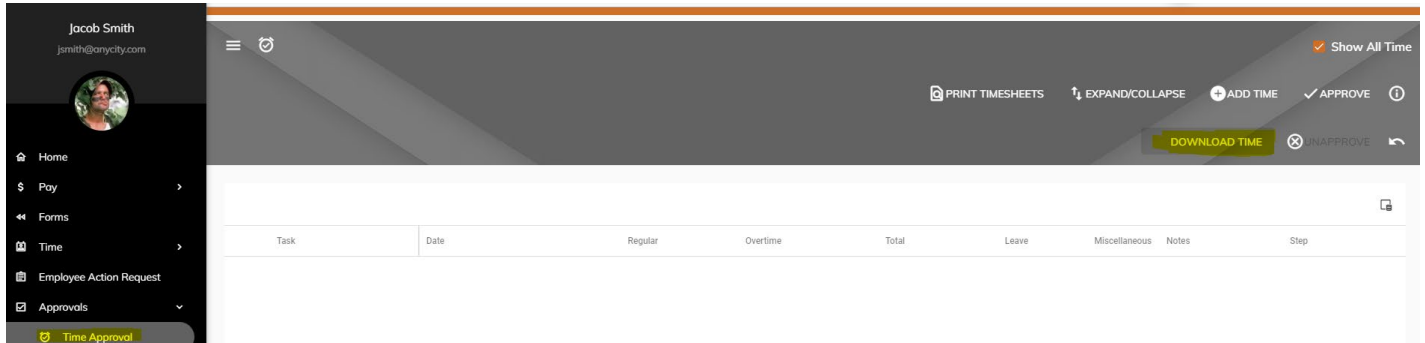 Jacob Smith
jsmith@anycity.com
Show All Time
PRINT TIMESHEETS EXPAND/COLLAPSE ADD TIME APPROVE
DOWNLOAD TIME UNAPPROVE
Home
Pay
Forms
Time
Employee Action Request
Approvals
Time Approval
Task Date Regular Overtime Total Leave Miscellaneous Notes Step